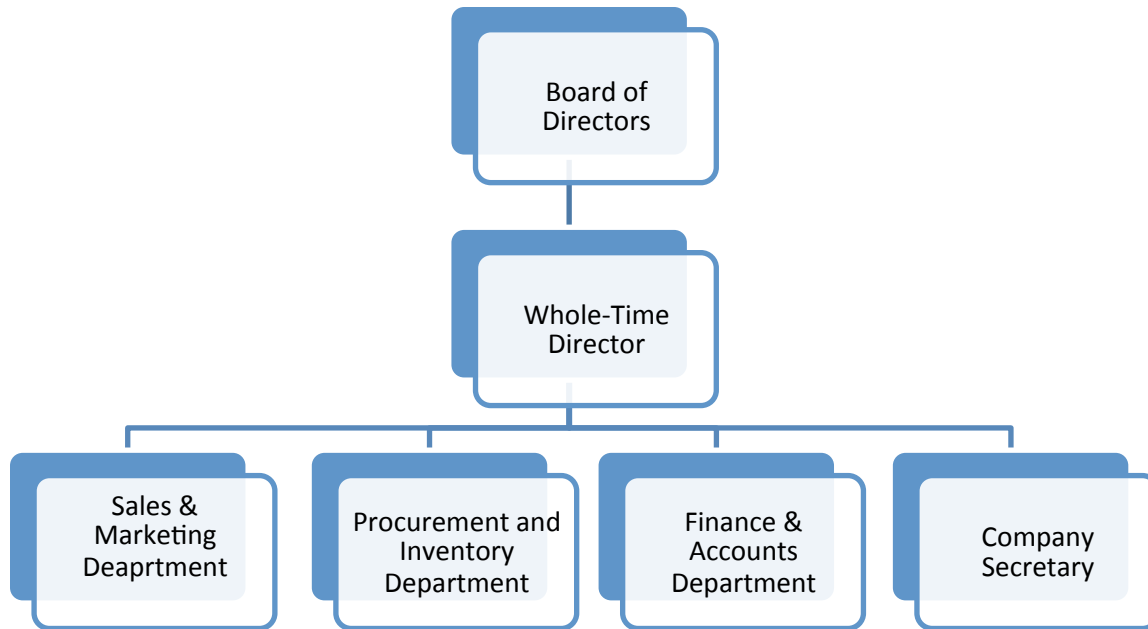 Board of
Directors
Whole-Time
Director
Sales &
Marketing
Deaprtment
Procurement and
Inventory
Department
Finance &
Accounts
Department
Company
Secretary